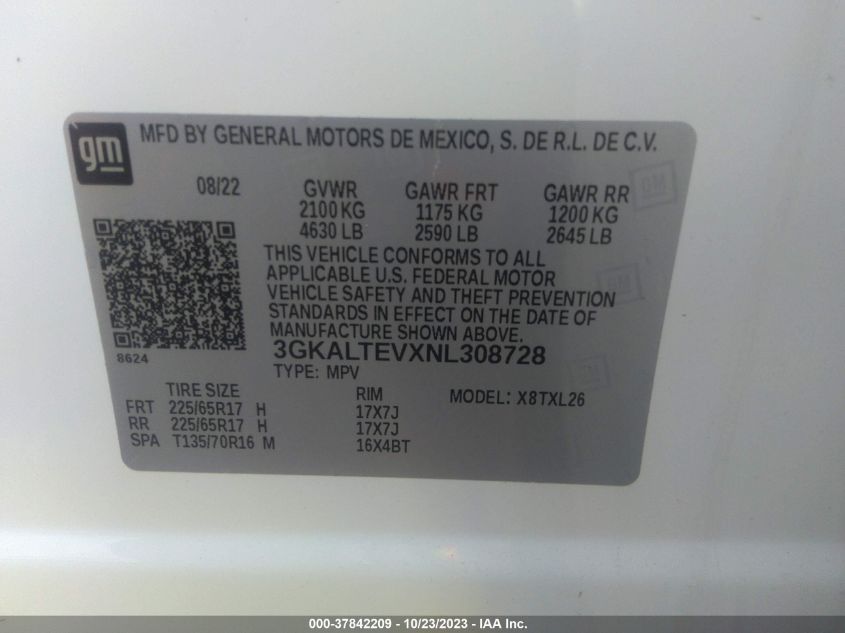 gm
MFD BY GENERAL MOTORS DE MEXICO, S. DE R.L. DE C.V.
08/22 GVWR GAWR FRT GAWR RR
2100 KG 1175 KG 1200 KG
4630 LB 2590 LB 2645 LB
THIS VEHICLE CONFORMS TO ALL
APPLICABLE U.S. FEDERAL MOTOR
VEHICLE SAFETY AND THEFT PREVENTION
STANDARDS IN EFFECT ON THE DATE OF
MANUFACTURE SHOWN ABOVE.
8624
3GKALTEVXNL308728
TYPE: MPV
TIRE SIZE RIM MODEL: X8TXL26
FRT 225/65R17 H 17X7J
RR 225/65R17 H 17X7J
SPA T135/70R16 M 16X4BT
000-37842209 - 10/23/2023 - IAA Inc.